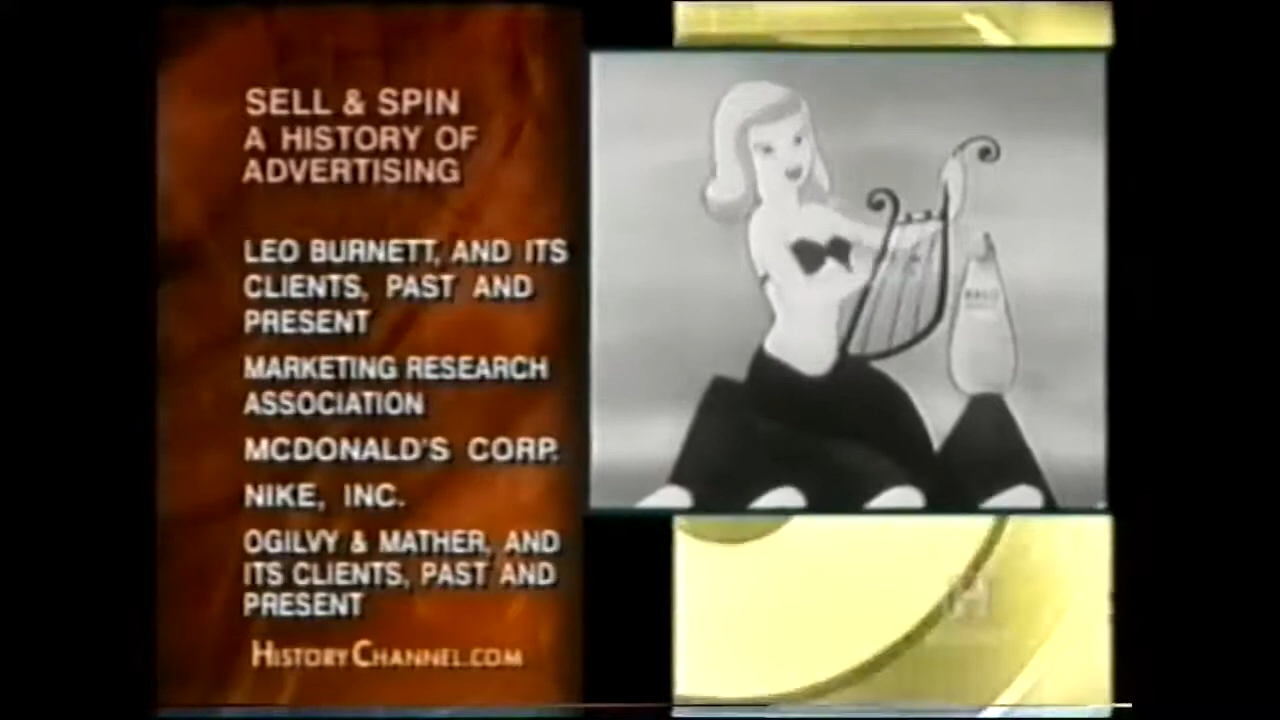 SELL & SPIN
A HISTORY OF
ADVERTISING
LEO BURNETT, AND ITS
CLIENTS, PAST AND
PRESENT
MARKETING RESEARCH
ASSOCIATION
MCDONALD'S CORP.
NIKE, INC.
OGILVY & MATHER, AND
ITS CLIENTS, PAST AND
PRESENT
HISTORYCHANNEL.COM
H